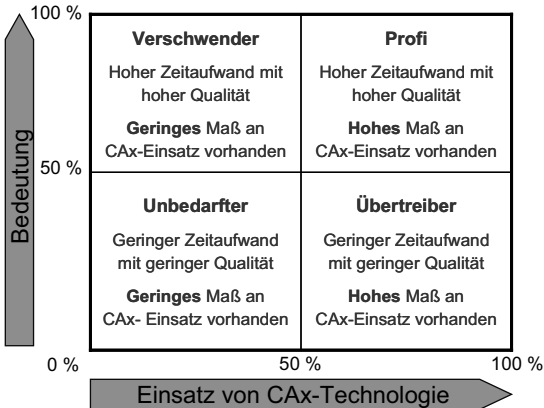 100 %
Verschwender
Hoher Zeitaufwand mit
hoher Qualität
Geringes Maß an
CAx-Einsatz vorhanden
Profi
Hoher Zeitaufwand mit
hoher Qualität
Hohes Maß an
CAx-Einsatz vorhanden
Bedeutung
50 %
Unbedarfter
Geringer Zeitaufwand
mit geringer Qualität
Geringes Maß an
CAx- Einsatz vorhanden
Übertreiber
Geringer Zeitaufwand
mit geringer Qualität
Hohes Maß an
CAx-Einsatz vorhanden
0 %
50 %
100 %
Einsatz von CAx-Technologie